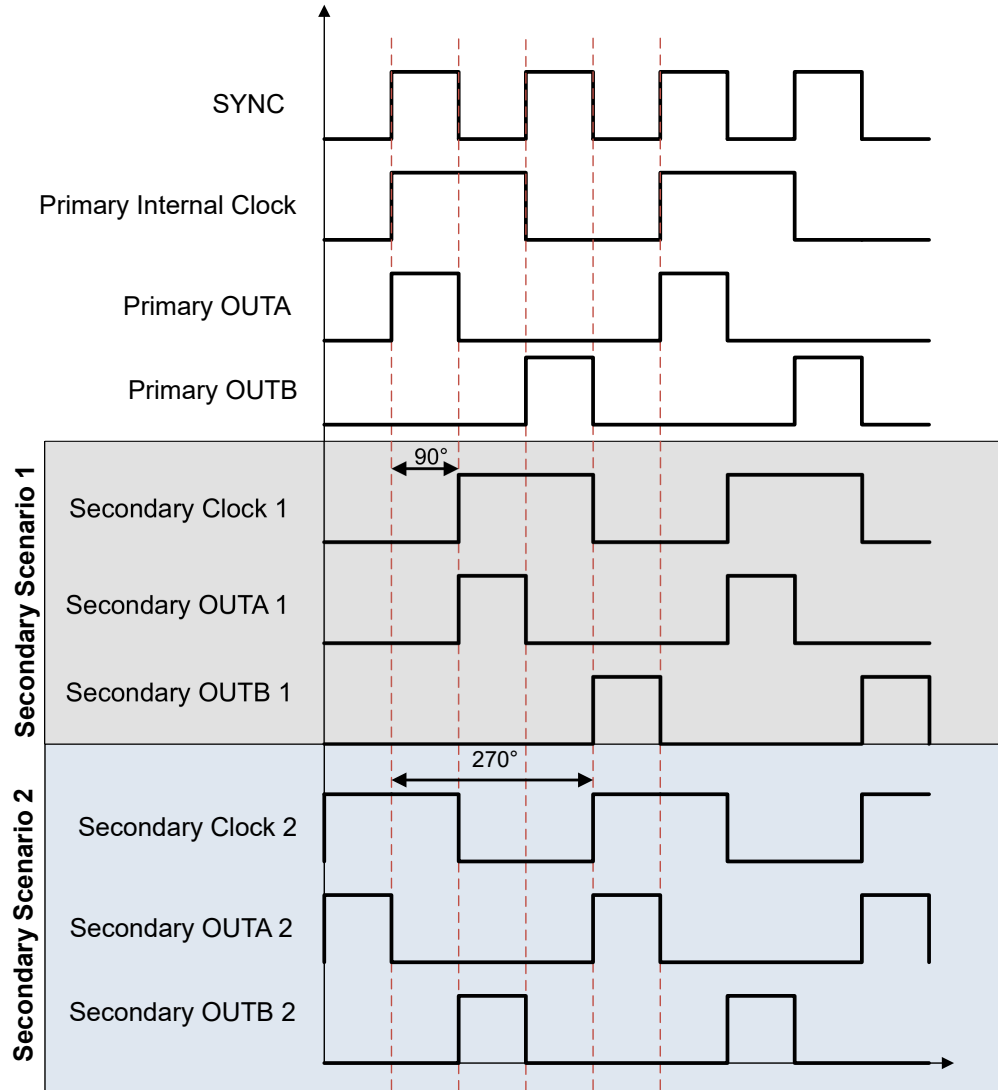 SYNC
Primary Internal Clock
Primary OUTA
Primary OUTB
Secondary Scenario 1
90°
Secondary Clock 1
Secondary OUTA 1
Secondary OUTB 1
Secondary Scenario 2
270°
Secondary Clock 2
Secondary OUTA 2
Secondary OUTB 2